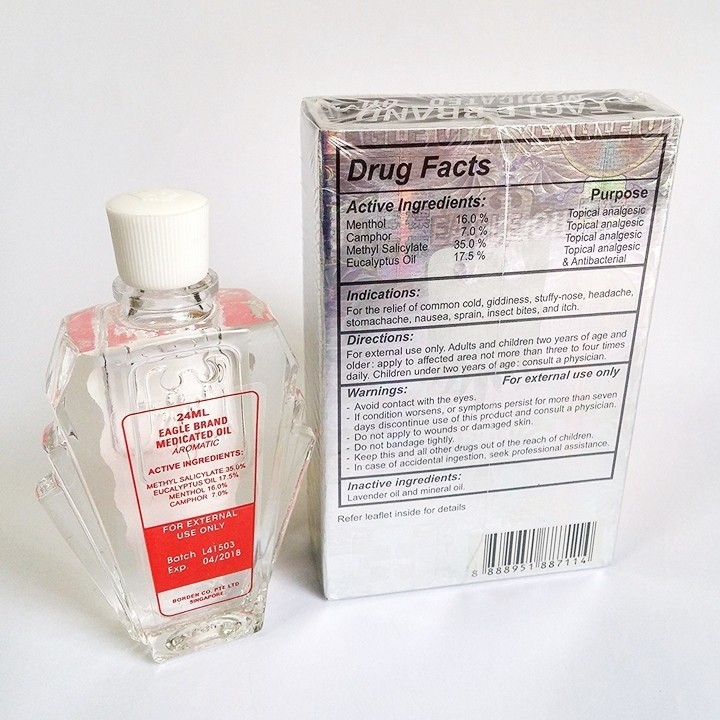 24ML
EAGLE BRAND
MEDICATED OIL
AROMATIC
ACTIVE INGREDIENTS:
METHYL SALICYLATE 35.0%
EUCALYPTUS OIL 17.5%
MENTHOL 16.0%
CAMPHOR 7.0%
FOR EXTERNAL
USE ONLY
Batch L41503
Exp. 04/2018
BORDEN CO. PTE LTD
SINGAPORE
EAGLE BRAND
MEDICATED
OIL
Drug Facts
Active Ingredients: Purpose
Menthol 16.0 % Topical analgesic
Camphor 7.0 % Topical analgesic
Methyl Salicylate 35.0 % Topical analgesic
Eucalyptus Oil 17.5 % Topical analgesic
& Antibacterial
Indications:
For the relief of common cold, giddiness, stuffy-nose, headache,
stomachache, nausea, sprain, insect bites, and itch.
Directions:
For external use only. Adults and children two years of age and
older : apply to affected area not more than three to four times
daily. Children under two years of age : consult a physician.
Warnings: For external use only
- Avoid contact with the eyes.
- If condition worsens, or symptoms persist for more than seven
days discontinue use of this product and consult a physician.
- Do not apply to wounds or damaged skin.
- Do not bandage tightly.
- Keep this and all other drugs out of the reach of children.
- In case of accidental ingestion, seek professional assistance.
Inactive ingredients:
Lavender oil and mineral oil.
Refer leaflet inside for details
8 888951 887114